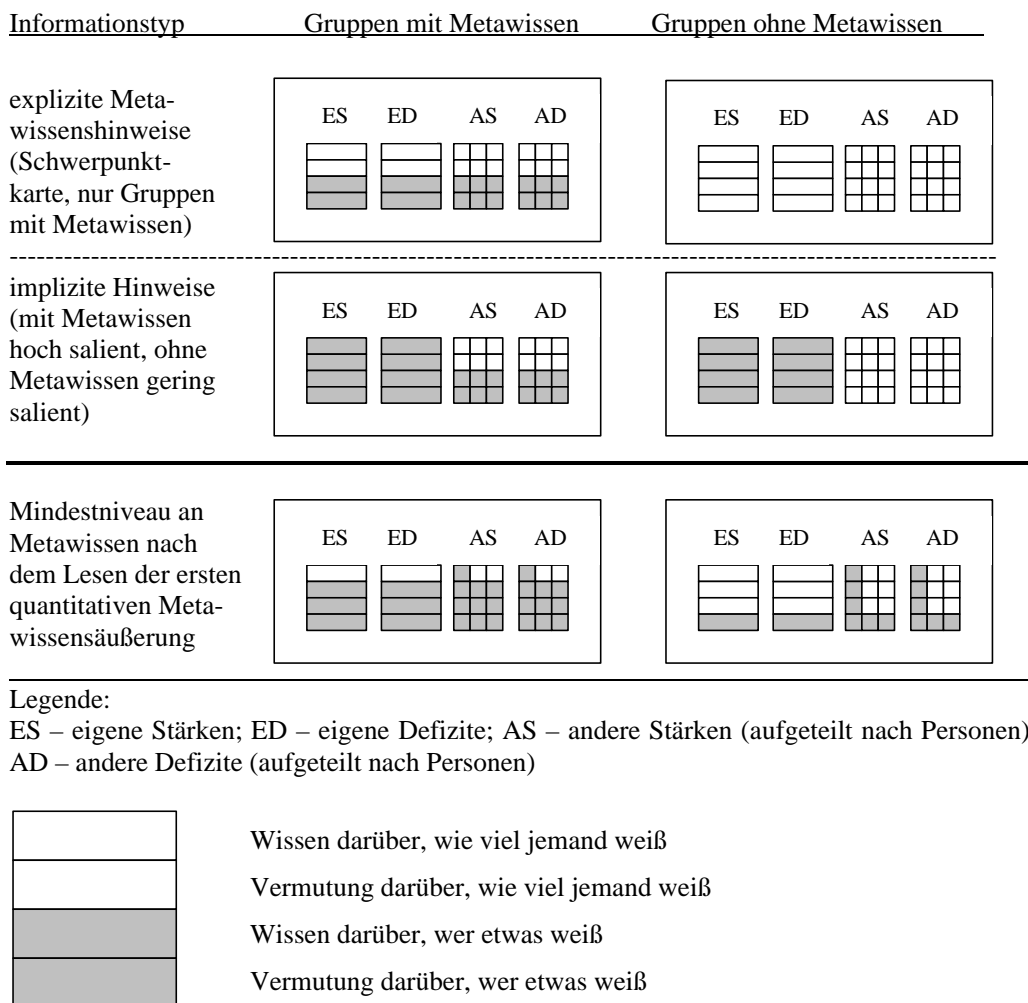 Informationstyp Gruppen mit Metawissen Gruppen ohne Metawissen
explizite Meta-
wissenshinweise
(Schwerpunkt-
karte, nur Gruppen
mit Metawissen)
ES ED AS AD
ES ED AS AD
implizite Hinweise
(mit Metawissen
hoch salient, ohne
Metawissen gering
salient)
ES ED AS AD
ES ED AS AD
Mindestniveau an
Metawissen nach
dem Lesen der ersten
quantitativen Meta-
wissensäußerung
ES ED AS AD
ES ED AS AD
Legende:
ES – eigene Stärken; ED – eigene Defizite; AS – andere Stärken (aufgeteilt nach Personen)
AD – andere Defizite (aufgeteilt nach Personen)
Wissen darüber, wie viel jemand weiß
Vermutung darüber, wie viel jemand weiß
Wissen darüber, wer etwas weiß
Vermutung darüber, wer etwas weiß